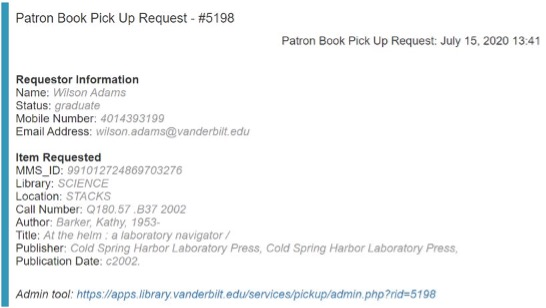 Patron Book Pick Up Request - #5198
Patron Book Pick Up Request: July 15, 2020 13:41
Requestor Information
Name: Wilson Adams
Status: graduate
Mobile Number: 4014393199
Email Address: wilson.adams@vanderbilt.edu
Item Requested
MMS_ID: 991012724869703276
Library: SCIENCE
Location: STACKS
Call Number: Q180.57 .B37 2002
Author: Barker, Kathy, 1953-
Title: At the helm : a laboratory navigator /
Publisher: Cold Spring Harbor Laboratory Press, Cold Spring Harbor Laboratory Press,
Publication Date: c2002.
Admin tool: https://apps.library.vanderbilt.edu/services/pickup/admin.php?rid=5198